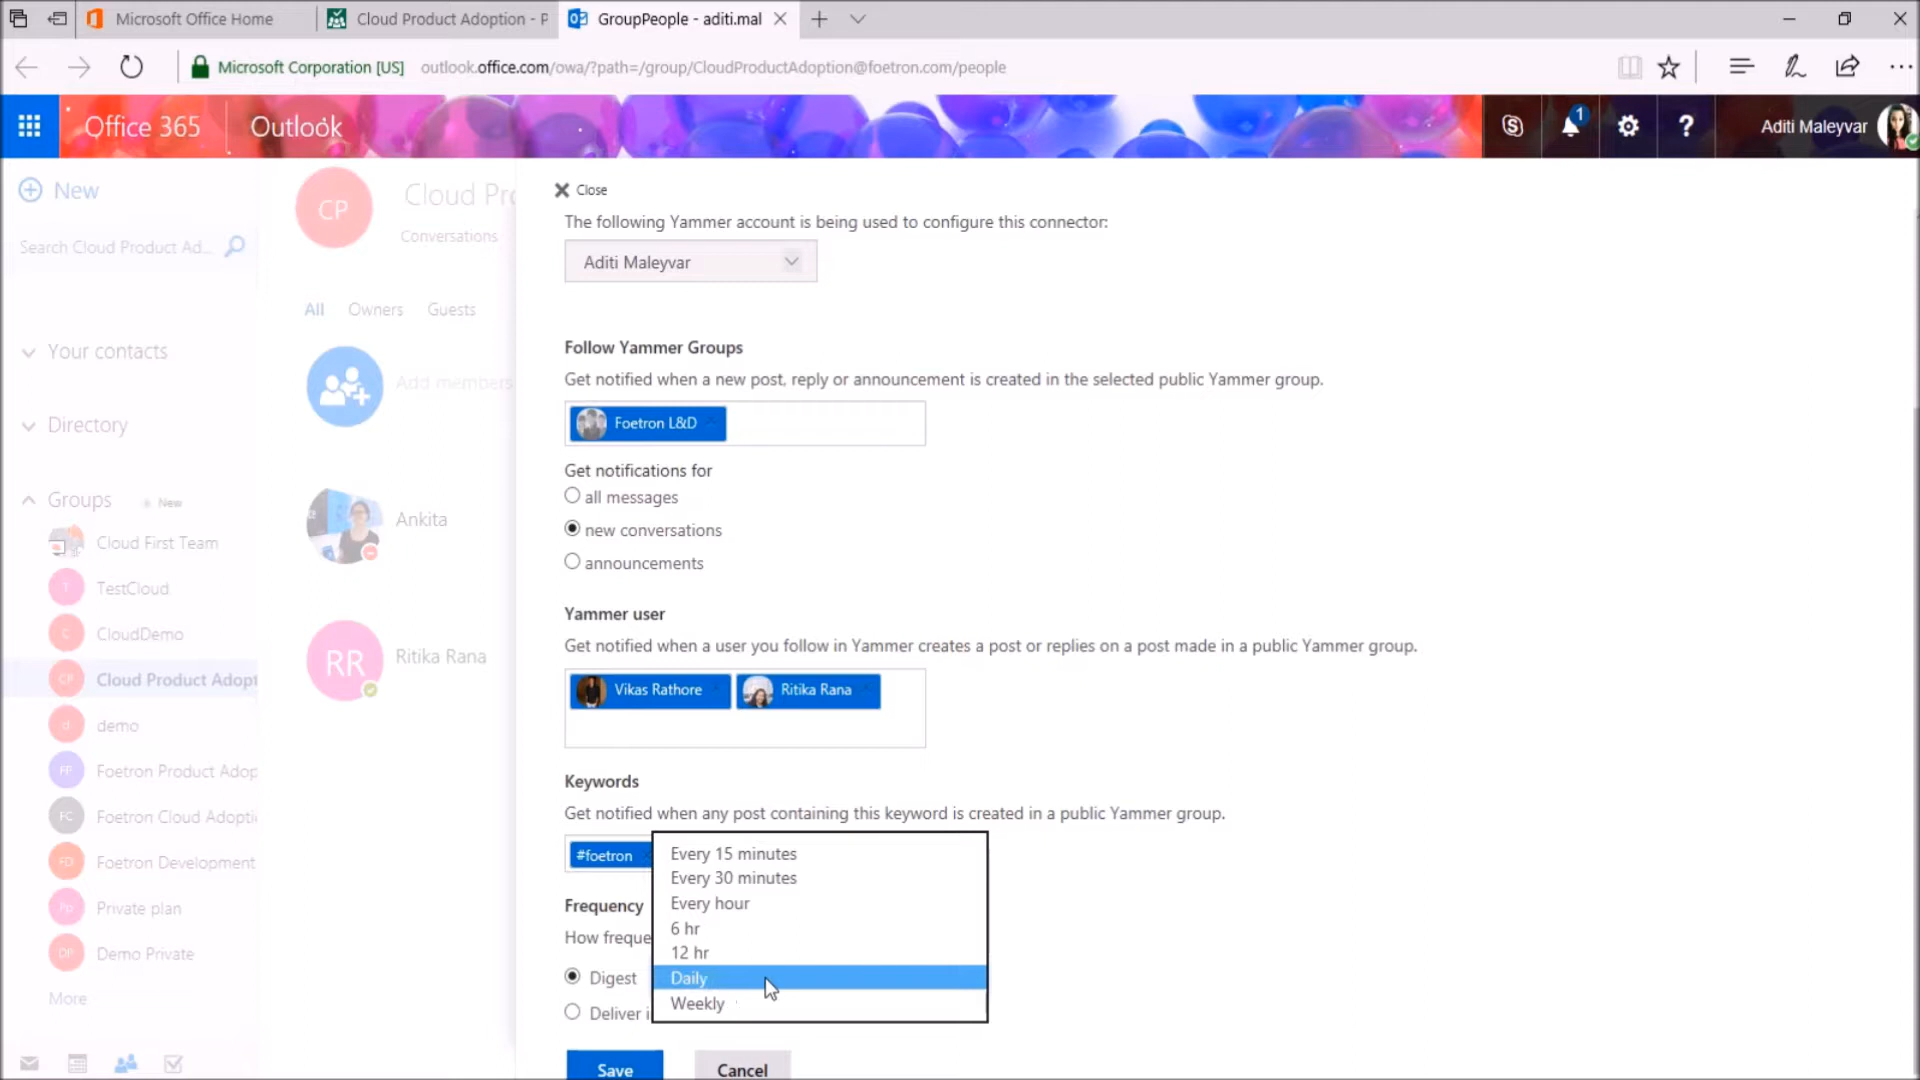 Microsoft Office Home
Cloud Product Adoption - P
GroupPeople - aditi.mal
Microsoft Corporation [US]
outlook.office.com/owa/?path=/group/CloudProductAdoption@foetron.com/people
Office 365
Outlook
1
?
Aditi Maleyvar
New
Search Cloud Product Ad...
Your contacts
Directory
Groups
New
Cloud First Team
T
TestCloud
C
CloudDemo
CP
Cloud Product Adopt
d
demo
FP
Foetron Product Adop
FC
Foetron Cloud Adopti
FD
Foetron Development
Pp
Private plan
DP
Demo Private
More
CP
Cloud Pro
Conversations
All
Owners
Guests
Add members
Ankita
RR
Ritika Rana
Close
The following Yammer account is being used to configure this connector:
Aditi Maleyvar
Follow Yammer Groups
Get notified when a new post, reply or announcement is created in the selected public Yammer group.
Foetron L&D
Get notifications for
all messages
new conversations
announcements
Yammer user
Get notified when a user you follow in Yammer creates a post or replies on a post made in a public Yammer group.
Vikas Rathore
Ritika Rana
Keywords
Get notified when any post containing this keyword is created in a public Yammer group.
#foetron
Every 15 minutes
Every 30 minutes
Every hour
6 hr
12 hr
Daily
Weekly
Frequency
How freque
Digest
Deliver i
Save
Cancel